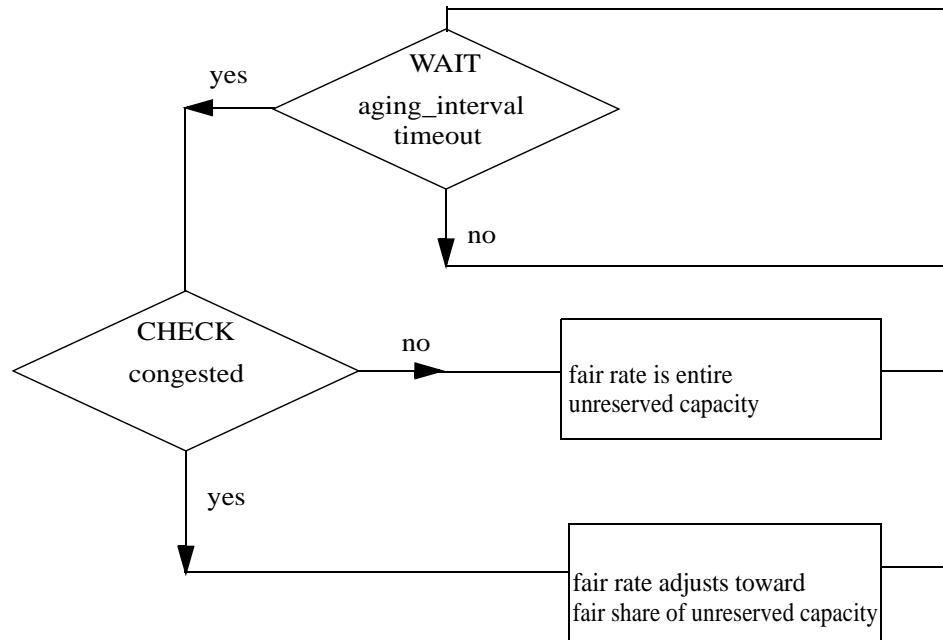 WAIT
yes
aging_interval
timeout
no
CHECK
congested
no
fair rate is entire
unreserved capacity
yes
fair rate adjusts toward
fair share of unreserved capacity